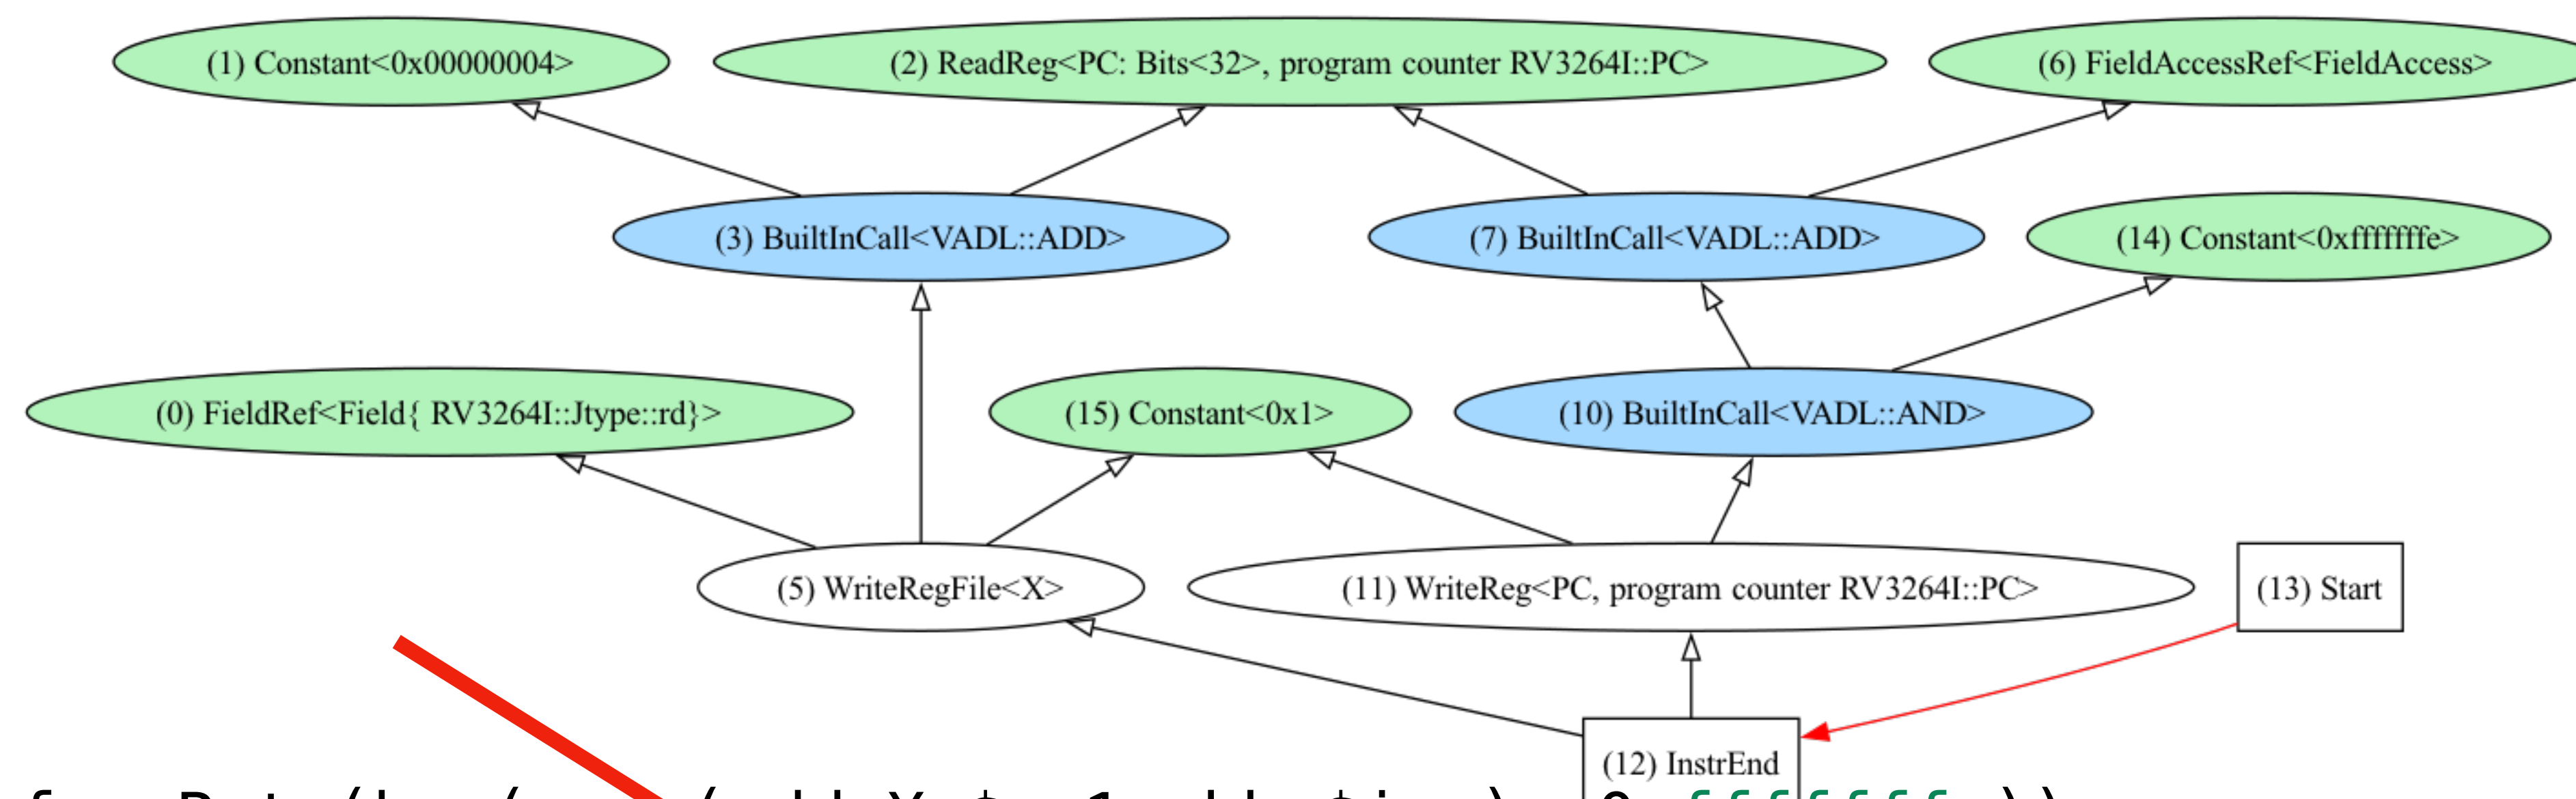 (1) Constant<0x00000004>
(2) ReadReg<PC: Bits<32>, program counter RV3264I::PC>
(6) FieldAccessRef<FieldAccess>
(3) BuiltInCall<VADL::ADD>
(7) BuiltInCall<VADL::ADD>
(14) Constant<0xfffffffe>
(0) FieldRef<Field{ RV3264I::Jtype::rd}>
(15) Constant<0x1>
(10) BuiltInCall<VADL::AND>
(5) WriteRegFile<X>
(11) WriteReg<PC, program counter RV3264I::PC>
(13) Start
(12) InstrEnd